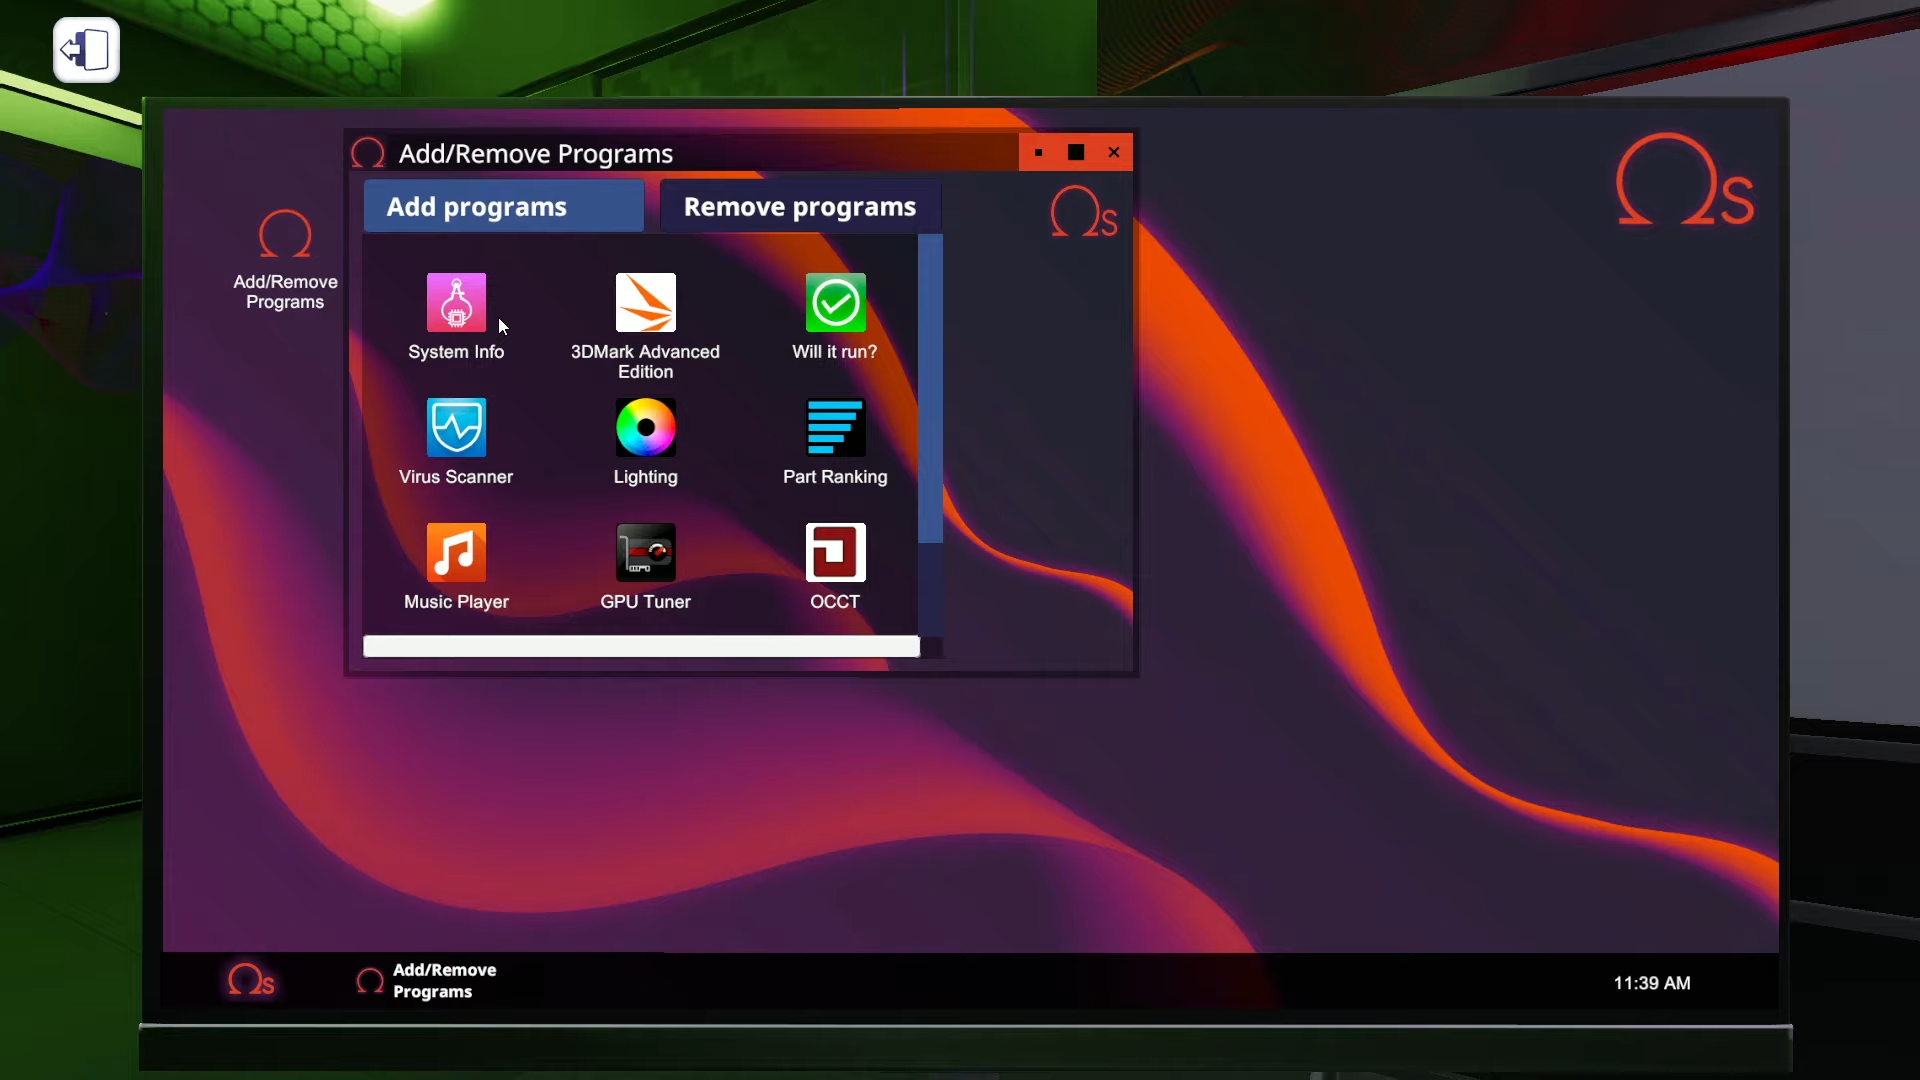 Add/Remove Programs
Add programs
Remove programs
Ωs
Ωs
Add/Remove
Programs
System Info
3DMark Advanced
Edition
Will it run?
Virus Scanner
Lighting
Part Ranking
Music Player
GPU Tuner
OCCT
Ωs
Add/Remove
Programs
11:39 AM